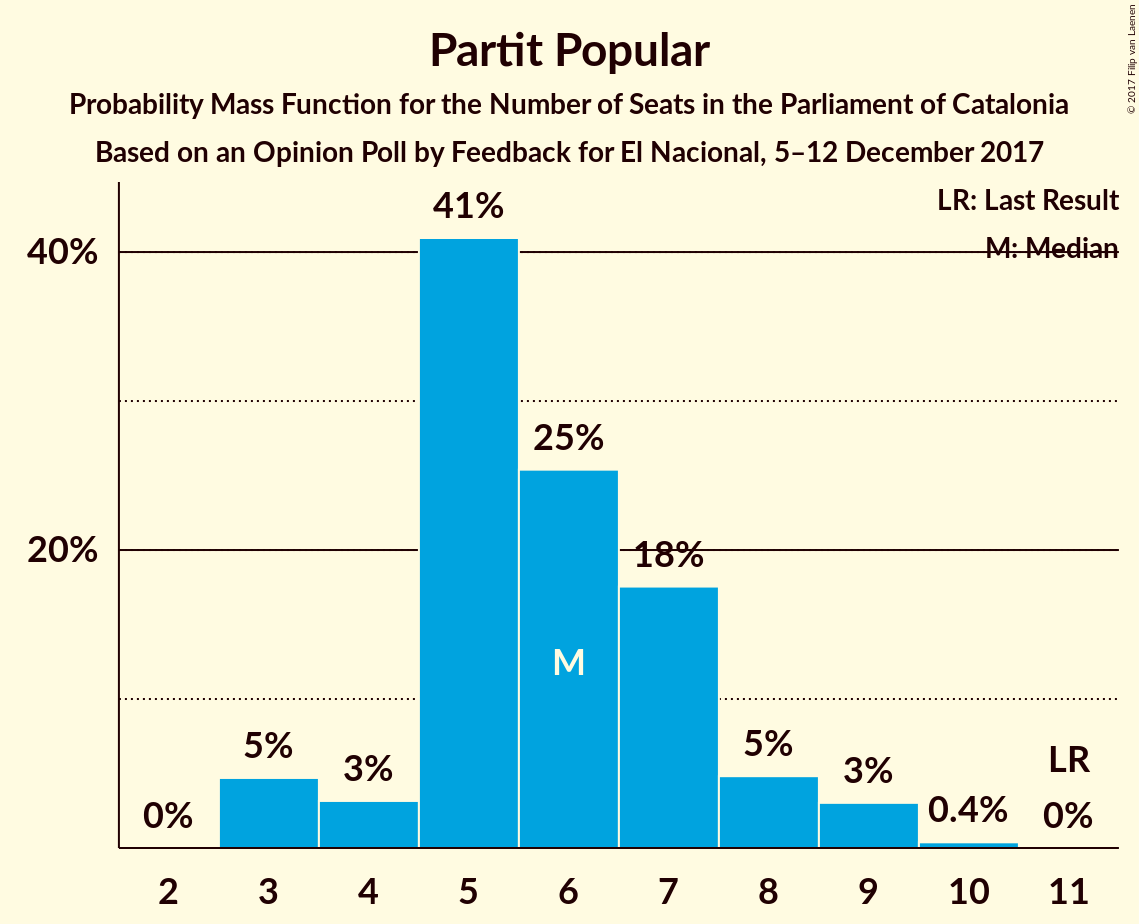 Partit Popular
Probability Mass Function for the Number of Seats in the Parliament of Catalonia
Based on an Opinion Poll by Feedback for El Nacional, 5–12 December 2017
© 2017 Filip van Laenen
LR: Last Result
M: Median
40%
20%
0%
5%
3%
41%
25%
M
18%
5%
3%
0.4%
LR
0%
2 3 4 5 6 7 8 9 10 11